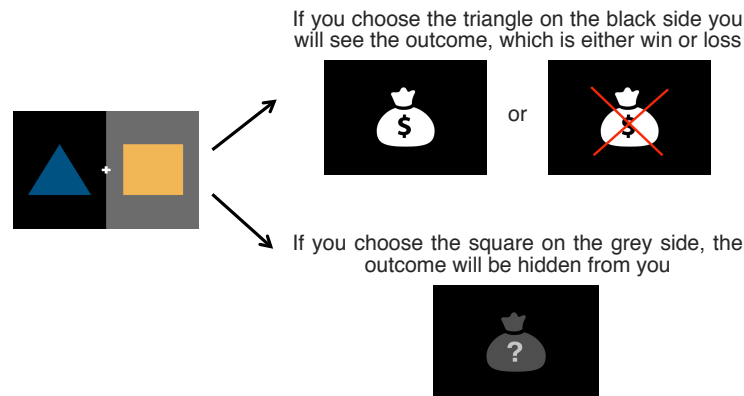 If you choose the triangle on the black side you
will see the outcome, which is either win or loss
$
or
$
If you choose the square on the grey side, the
outcome will be hidden from you
?